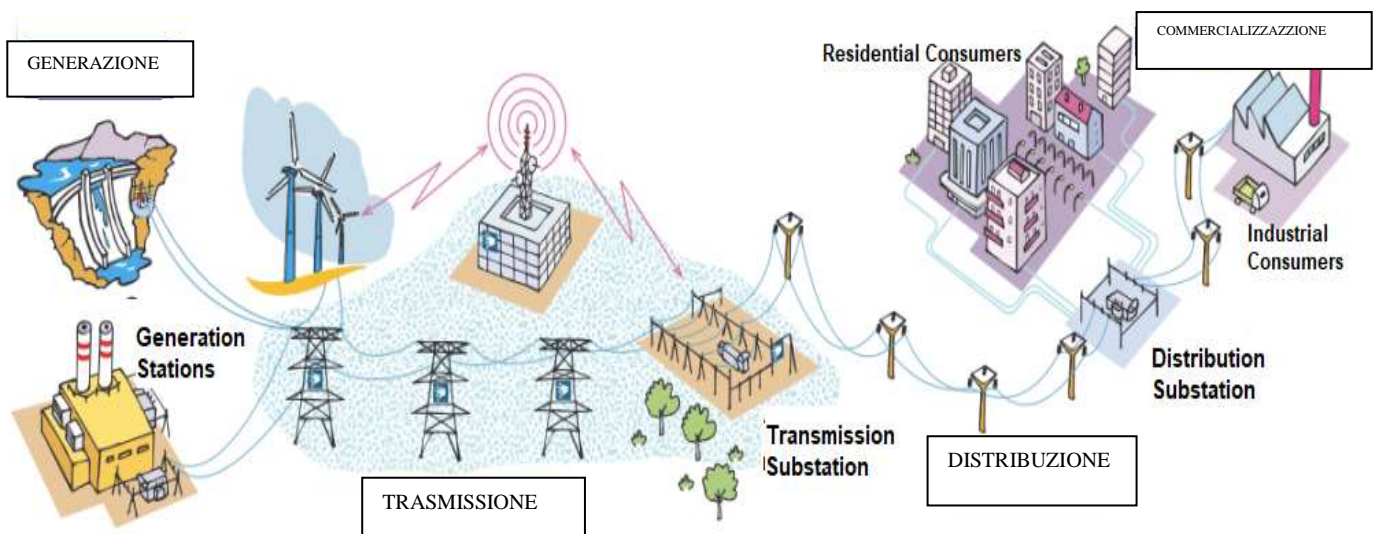 GENERAZIONE
Residential Consumers
COMMERCIALIZZAZZIONE
Generation
Stations
Industrial
Consumers
Distribution
Substation
Transmission
Substation
DISTRIBUZIONE
TRASMISSIONE